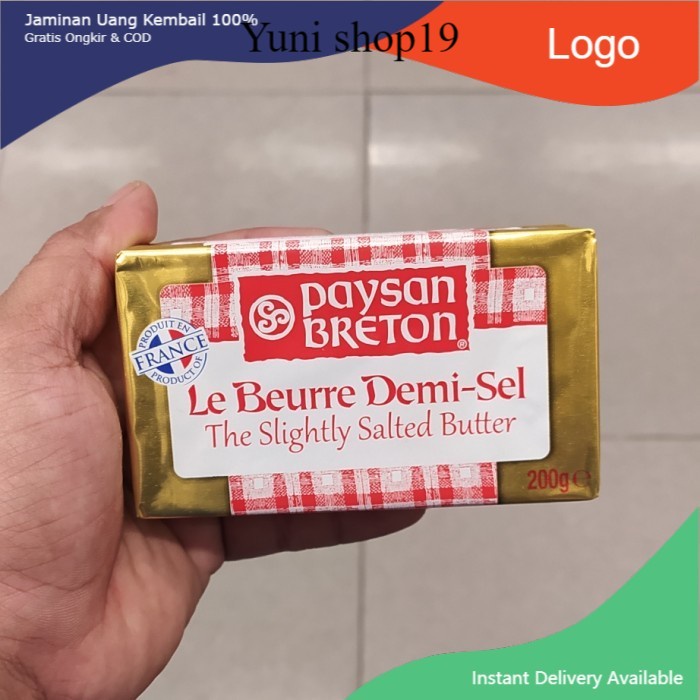 Jaminan Uang Kembail 100%
Gratis Ongkir & COD
Yuni shop19
Logo
paysan
BRETON®
PRODUIT EN
FRANCE
PRODUCT OF
Le Beurre Demi-Sel
The Slightly Salted Butter
200g℮
Instant Delivery Available